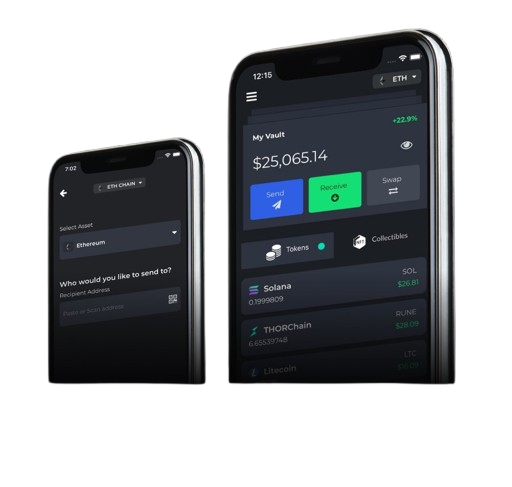 7:02
ETH CHAIN
Select Asset
Ethereum
Who would you like to send to?
Recipient Address
Paste or Scan address
12:15
ETH
My Vault
+22.9%
$25,065.14
Send
Receive
Swap
Tokens
NFT
Collectibles
Solana
SOL
0.1999809
$26.81
THORChain
RUNE
6.65539748
$28.09
Litecoin
LTC